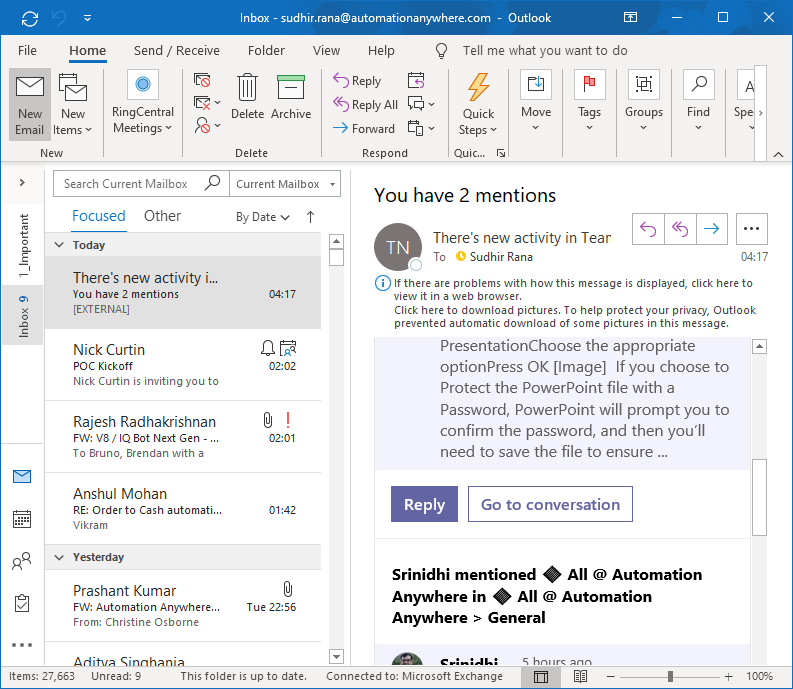 Inbox - sudhir.rana@automationanywhere.com - Outlook
File Home Send / Receive Folder View Help Tell me what you want to do
New Email
New Items
New
RingCentral Meetings
Delete
Archive
Delete
Reply
Reply All
Forward
Respond
Quick Steps
Quic...
Move
Tags
Groups
Find
Spe
Search Current Mailbox
Current Mailbox
Focused Other By Date
1_Important
Inbox 9
Today
There's new activity i...
You have 2 mentions 04:17
[EXTERNAL]
Nick Curtin
POC Kickoff 02:02
Nick Curtin is inviting you to
Rajesh Radhakrishnan
FW: V8 / IQ Bot Next Gen - ... 02:01
To Bruno, Brendan with a
Anshul Mohan
RE: Order to Cash automati... 01:42
Vikram
Yesterday
Prashant Kumar
FW: Automation Anywhere... Tue 22:56
From: Christine Osborne
Aditya Singhania
You have 2 mentions
TN
There's new activity in Tear
To Sudhir Rana 04:17
If there are problems with how this message is displayed, click here to
view it in a web browser.
Click here to download pictures. To help protect your privacy, Outlook
prevented automatic download of some pictures in this message.
PresentationChoose the appropriate
optionPress OK [Image] If you choose to
Protect the PowerPoint file with a
Password, PowerPoint will prompt you to
confirm the password, and then you’ll
need to save the file to ensure ...
Reply
Go to conversation
Srinidhi mentioned All @ Automation
Anywhere in All @ Automation
Anywhere > General
Srinidhi 5 hours ago
Items: 27,663 Unread: 9 This folder is up to date. Connected to: Microsoft Exchange 100%